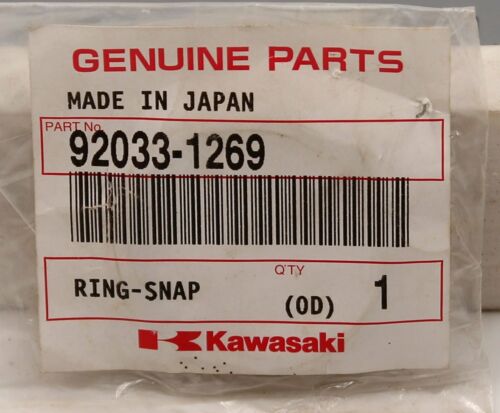 GENUINE PARTS
MADE IN JAPAN
PART No.
92033-1269
Q'TY
RING-SNAP (OD) 1
Kawasaki